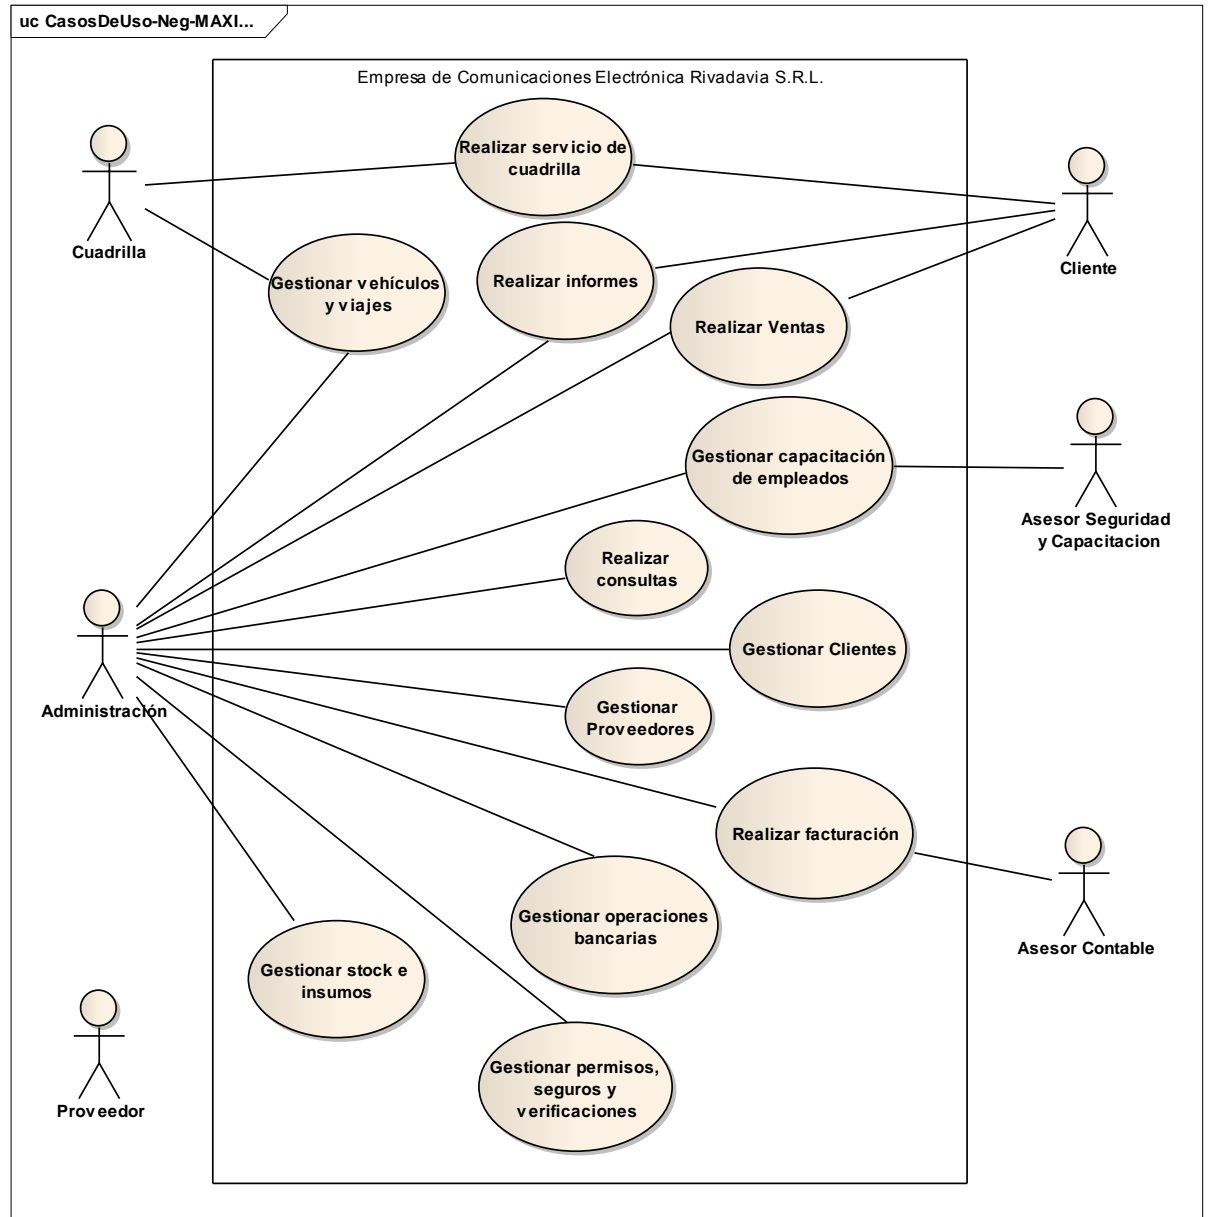 uc CasosDeUso-Neg-MAXI...
Empresa de Comunicaciones Electrónica Rivadavia S.R.L.
Realizar servicio de
cuadrilla
Cuadrilla
Cliente
Gestionar vehículos
y viajes
Realizar informes
Realizar Ventas
Gestionar capacitación
de empleados
Asesor Seguridad
y Capacitacion
Realizar
consultas
Gestionar Clientes
Administración
Gestionar
Proveedores
Realizar facturación
Gestionar operaciones
bancarias
Asesor Contable
Gestionar stock e
insumos
Gestionar permisos,
seguros y
verificaciones
Proveedor